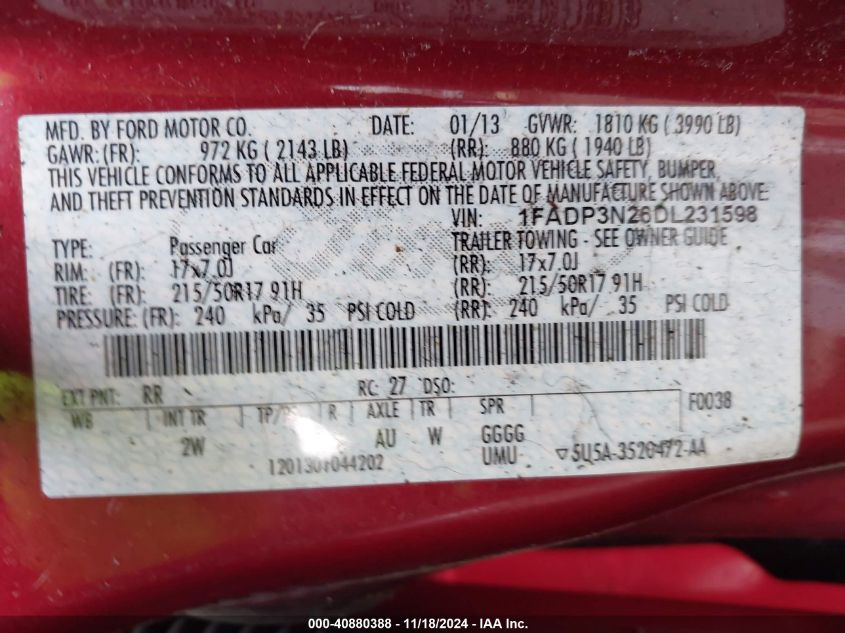 MFD. BY FORD MOTOR CO. DATE: 01/13 GVWR: 1810 KG ( 3990 LB)
GAWR: (FR): 972 KG ( 2143 LB) (RR): 880 KG ( 1940 LB)
THIS VEHICLE CONFORMS TO ALL APPLICABLE FEDERAL MOTOR VEHICLE SAFETY, BUMPER,
AND THEFT PREVENTION STANDARDS IN EFFECT ON THE DATE OF MANUFACTURE SHOWN ABOVE.
VIN: 1FADP3N26DL231598
TYPE: Passenger Car TRAILER TOWING - SEE OWNER GUIDE
RIM: (FR): 17x7.0J (RR): 17x7.0J
TIRE: (FR): 215/50R17 91H (RR): 215/50R17 91H
PRESSURE: (FR): 240 kPa/ 35 PSI COLD (RR): 240 kPa/ 35 PSI COLD
EXT PNT: RR RC: 27 DSO:
WB INT TR TP/PS R AXLE TR SPR F0038
2W AU W GGGG
1201301044202 UMU ▽5U5A-3520472-AA
000-40880388 - 11/18/2024 - IAA Inc.